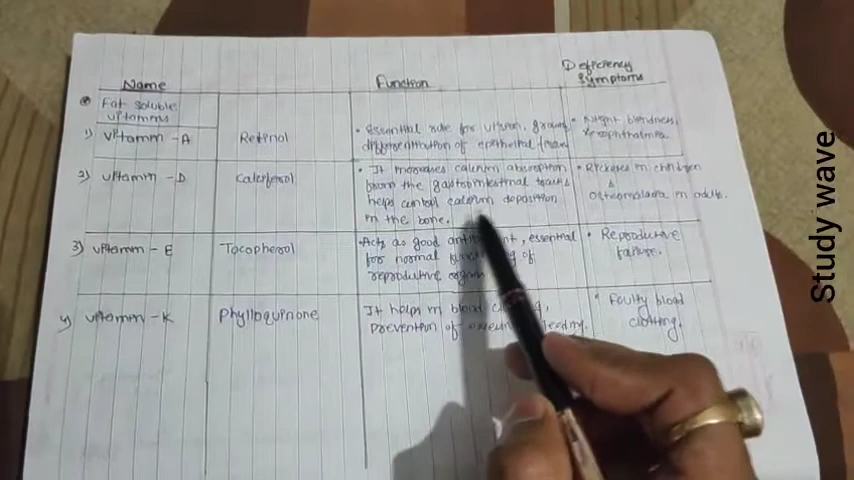 Name Function Deficiency
Symptoms
Fat soluble
vitamins
1) vitamin -A Retinol • Essential role for vision, growth • Night blindness,
differentiation of epithelial Xerophthalmia
2) vitamin -D Calciferol • It increases calcium absorption • Rickets in children
from the gastrointestinal tracts &
helps control calcium deposition Osteomalacia in adults.
in the bone.
3) vitamin - E Tocopherol • Acts as good , essential • Reproductive
for normal of failure.
reproductive
4) vitamin -K Phylloquinone It helps in blood , • Faulty blood
prevention of clotting.
Study wave